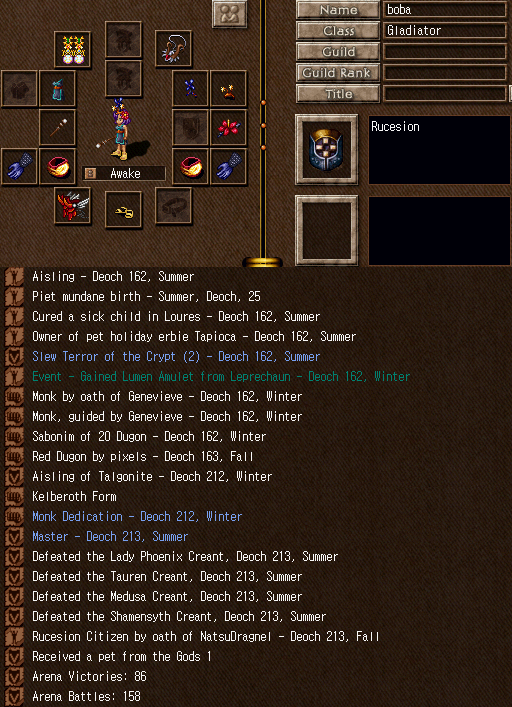 Name boba
Class Gladiator
Guild
Guild Rank
Title
Rucesion
Awake
Aisling - Deoch 162, Summer
Piet mundane birth - Summer, Deoch, 25
Cured a sick child in Loures - Deoch 162, Summer
Owner of pet holiday erbie Tapioca - Deoch 162, Summer
Slew Terror of the Crypt (2) - Deoch 162, Summer
Event - Gained Lumen Amulet from Leprechaun - Deoch 162, Winter
Monk by oath of Genevieve - Deoch 162, Winter
Monk, guided by Genevieve - Deoch 162, Winter
Sabonim of 20 Dugon - Deoch 162, Winter
Red Dugon by pixels - Deoch 163, Fall
Aisling of Talgonite - Deoch 212, Winter
Kelberoth Form
Monk Dedication - Deoch 212, Winter
Master - Deoch 213, Summer
Defeated the Lady Phoenix Creant, Deoch 213, Summer
Defeated the Tauren Creant, Deoch 213, Summer
Defeated the Medusa Creant, Deoch 213, Summer
Defeated the Shamensyth Creant, Deoch 213, Summer
Rucesion Citizen by oath of NatsuDragnel - Deoch 213, Fall
Received a pet from the Gods 1
Arena Victories: 86
Arena Battles: 158